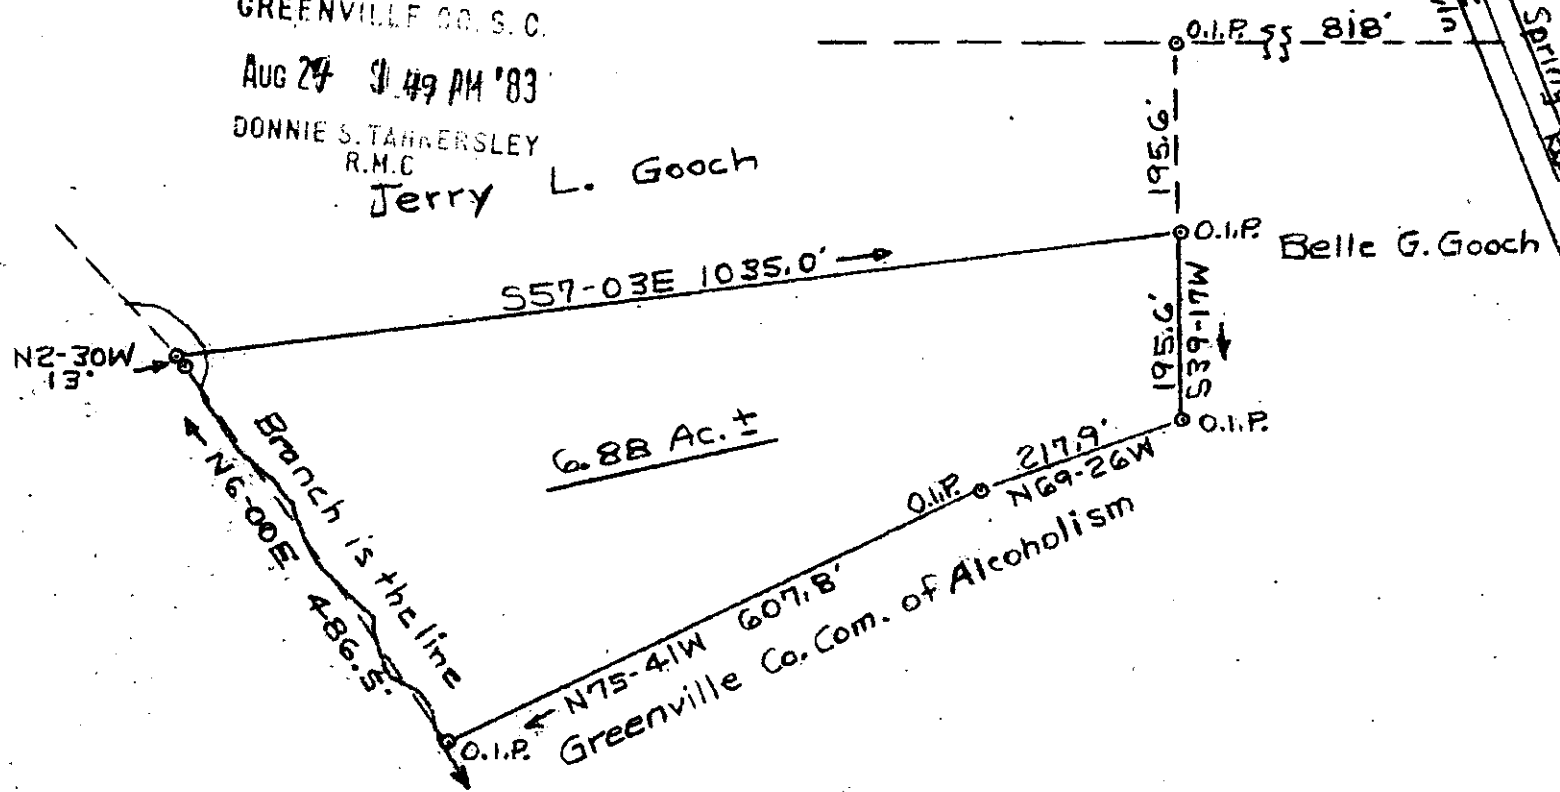 GREENVILLE CO. S. C.
AUG 24 49 PM '83
DONNIE S. TANKERSLEY
R.M.C
Jerry L. Gooch
O.I.P. 818'
Spring
195.6'
O.I.P.
Belle G. Gooch
S57-03E 1035.0'
N2-30W
13'
195.6'
S39-17W
O.I.P.
6.88 Ac. ±
217.9'
N69-26W
O.I.P.
Branch is the line
N6-00E 486.5'
N75-41W 607.8'
Greenville Co. Com. of Alcoholism
O.I.P.